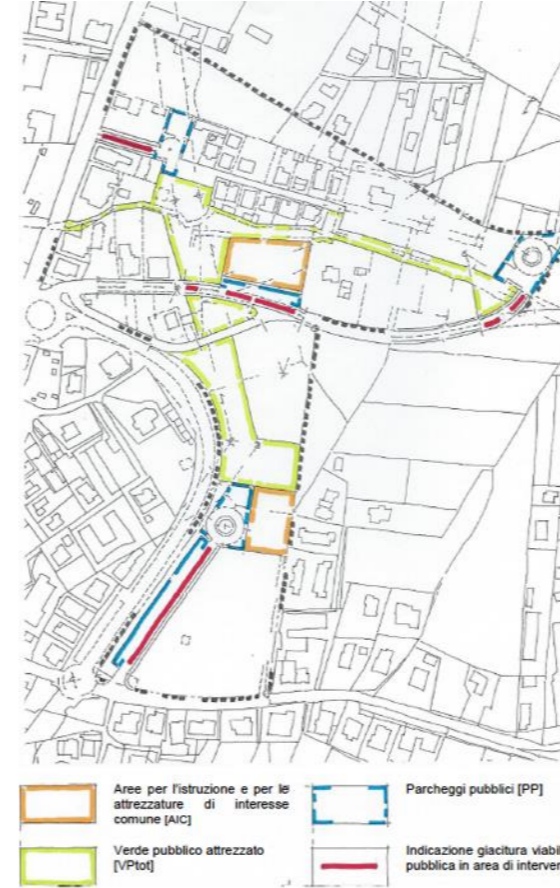 Aree per l'istruzione e per le
attrezzature di interesse
comune [AIC]
Parcheggi pubblici [PP]
Verde pubblico attrezzato
[VPtot]
Indicazione giacitura viabil
pubblica in area di interven